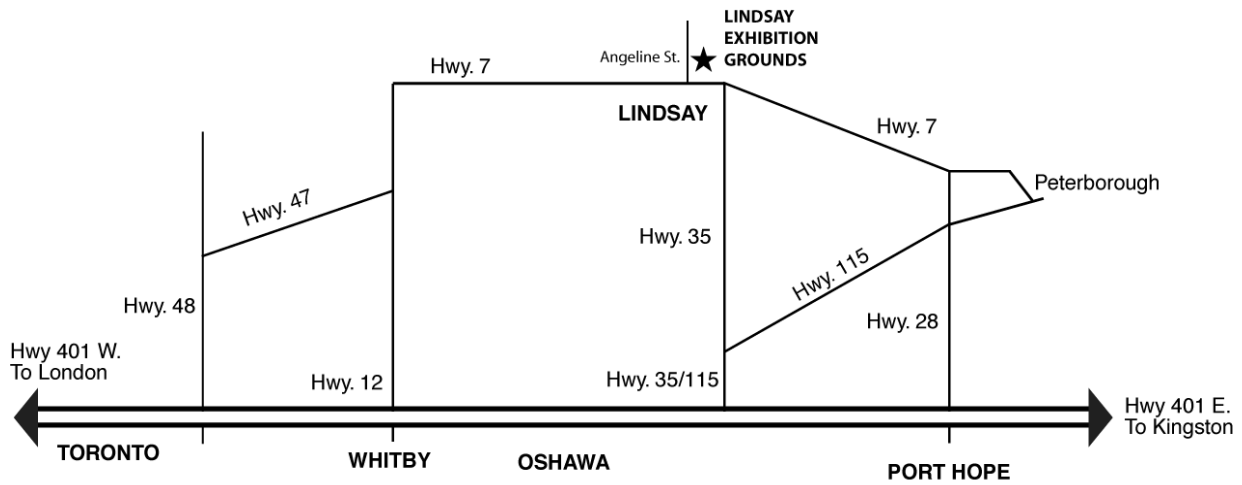 LINDSAY
EXHIBITION
GROUNDS
Angeline St.
Hwy. 7
LINDSAY
Hwy. 7
Peterborough
Hwy. 47
Hwy. 35
Hwy. 115
Hwy. 48
Hwy. 28
Hwy 401 W.
To London
Hwy. 12
Hwy. 35/115
Hwy 401 E.
To Kingston
TORONTO
WHITBY
OSHAWA
PORT HOPE